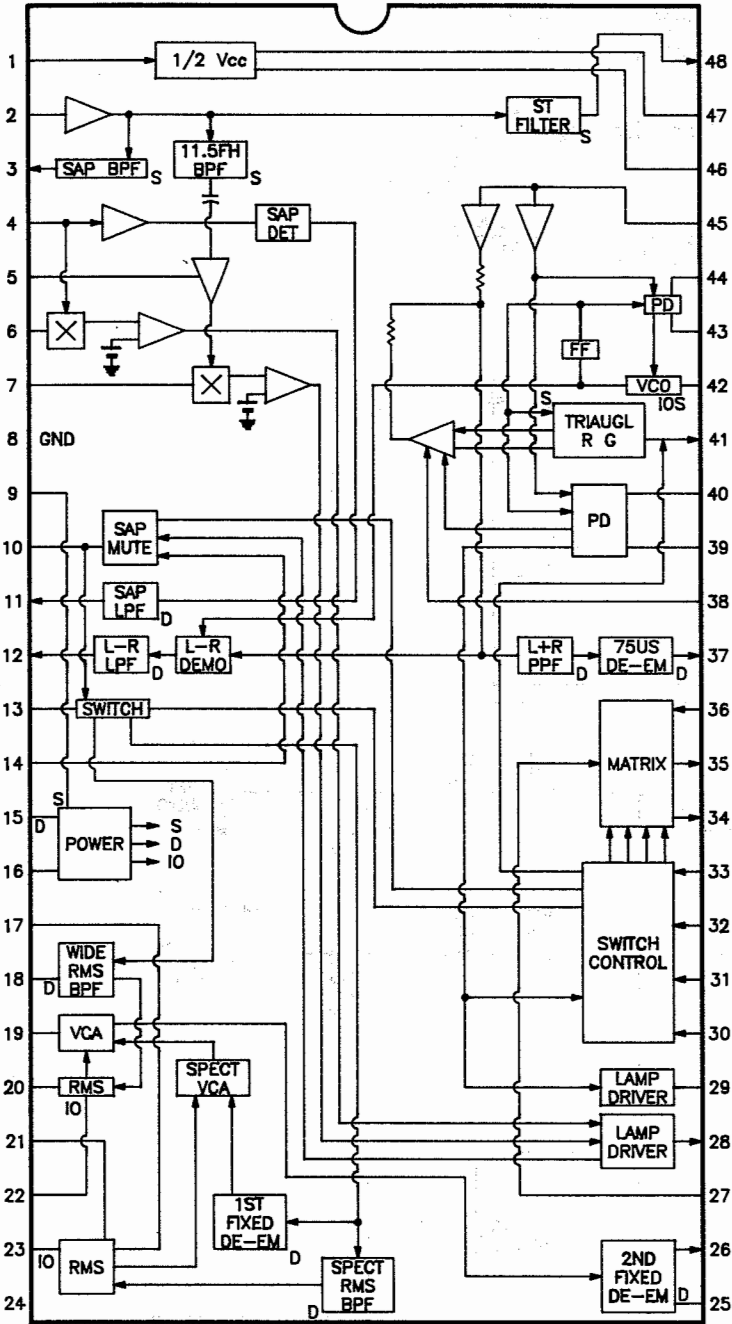 1
1/2 Vcc
48
2
ST
FILTER
S
47
3
SAP BPF
S
11.5FH
BPF
S
46
4
SAP
DET
45
5
44
PD
6
43
FF
7
VCO
IOS
42
8
GND
S
TRIAUGL
R G
41
9
40
PD
10
SAP
MUTE
39
11
SAP
LPF
D
38
12
L-R
LPF
D
L-R
DEMO
L+R
PPF
D
75US
DE-EM
D
37
13
SWITCH
36
14
MATRIX
35
15
S
D
POWER
S
D
IO
34
16
33
17
32
18
D
WIDE
RMS
BPF
SWITCH
CONTROL
31
19
VCA
30
20
RMS
IO
SPECT
VCA
LAMP
DRIVER
29
21
LAMP
DRIVER
28
22
1ST
FIXED
DE-EM
D
27
23
IO
RMS
SPECT
RMS
BPF
D
2ND
FIXED
DE-EM
D
26
24
25